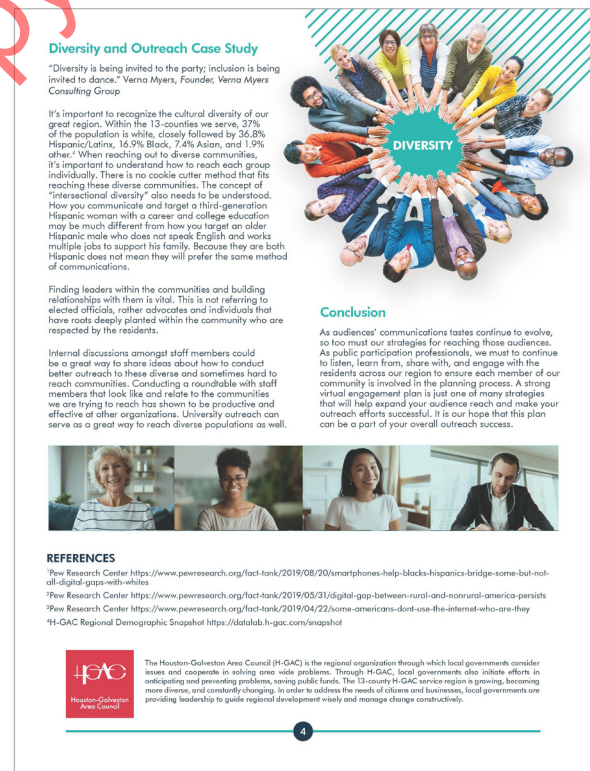 Diversity and Outreach Case Study
"Diversity is being invited to the party; inclusion is being
invited to dance." Verna Myers, Founder, Verna Myers
Consulting Group
It's important to recognize the cultural diversity of our
great region. Within the 13-counties we serve, 37%
of the population is white, closely followed by 36.8%
Hispanic/Latinx, 16.9% Black, 7.4% Asian, and 1.9%
other.⁴ When reaching out to diverse communities,
it's important to understand how to reach each group
individually. There is no cookie cutter method that fits
reaching these diverse communities. The concept of
"intersectional diversity" also needs to be understood.
How you communicate and target a third-generation
Hispanic woman with a career and college education
may be much different from how you target an older
Hispanic male who does not speak English and works
multiple jobs to support his family. Because they are both
Hispanic does not mean they will prefer the same method
of communications.
Finding leaders within the communities and building
relationships with them is vital. This is not referring to
elected officials, rather advocates and individuals that
have roots deeply planted within the community who are
respected by the residents.
Internal discussions amongst staff members could
be a great way to share ideas about how to conduct
better outreach to these diverse and sometimes hard to
reach communities. Conducting a roundtable with staff
members that look like and relate to the communities
we are trying to reach has shown to be productive and
effective at other organizations. University outreach can
serve as a great way to reach diverse populations as well.
DIVERSITY
Conclusion
As audiences' communications tastes continue to evolve,
so too must our strategies for reaching those audiences.
As public participation professionals, we must to continue
to listen, learn from, share with, and engage with the
residents across our region to ensure each member of our
community is involved in the planning process. A strong
virtual engagement plan is just one of many strategies
that will help expand your audience reach and make your
outreach efforts successful. It is our hope that this plan
can be a part of your overall outreach success.
REFERENCES
¹Pew Research Center https://www.pewresearch.org/fact-tank/2019/08/20/smartphones-help-blacks-hispanics-bridge-some-but-not-
all-digital-gaps-with-whites
²Pew Research Center https://www.pewresearch.org/fact-tank/2019/05/31/digital-gap-between-rural-and-nonrural-america-persists
³Pew Research Center https://www.pewresearch.org/fact-tank/2019/04/22/some-americans-dont-use-the-internet-who-are-they
⁴H-GAC Regional Demographic Snapshot https://datalab.h-gac.com/snapshot
HGAC
Houston-Galveston
Area Council
The Houston-Galveston Area Council (H-GAC) is the regional organization through which local governments consider
issues and cooperate in solving area wide problems. Through H-GAC, local governments also initiate efforts in
anticipating and preventing problems, saving public funds. The 13-county H-GAC service region is growing, becoming
more diverse, and constantly changing. In order to address the needs of citizens and businesses, local governments are
providing leadership to guide regional development wisely and manage change constructively.
4